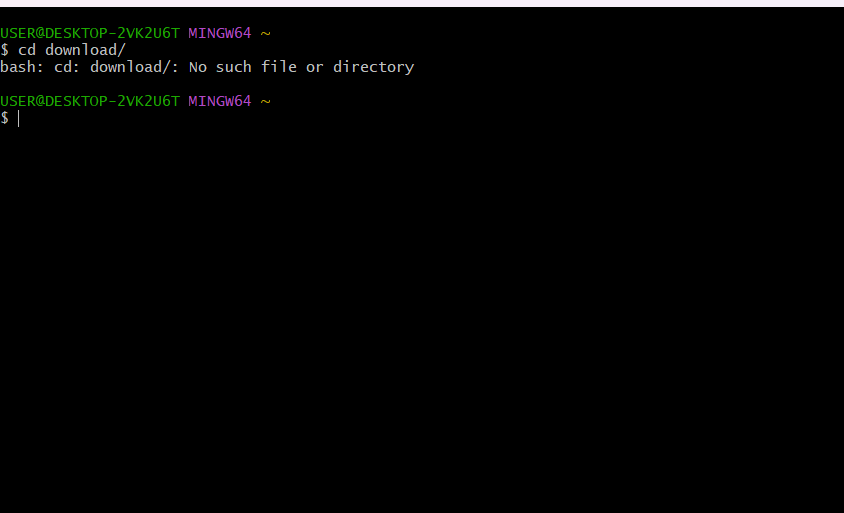 USER@DESKTOP-2VK2U6T MINGW64 ~
$ cd download/
bash: cd: download/: No such file or directory
USER@DESKTOP-2VK2U6T MINGW64 ~
$